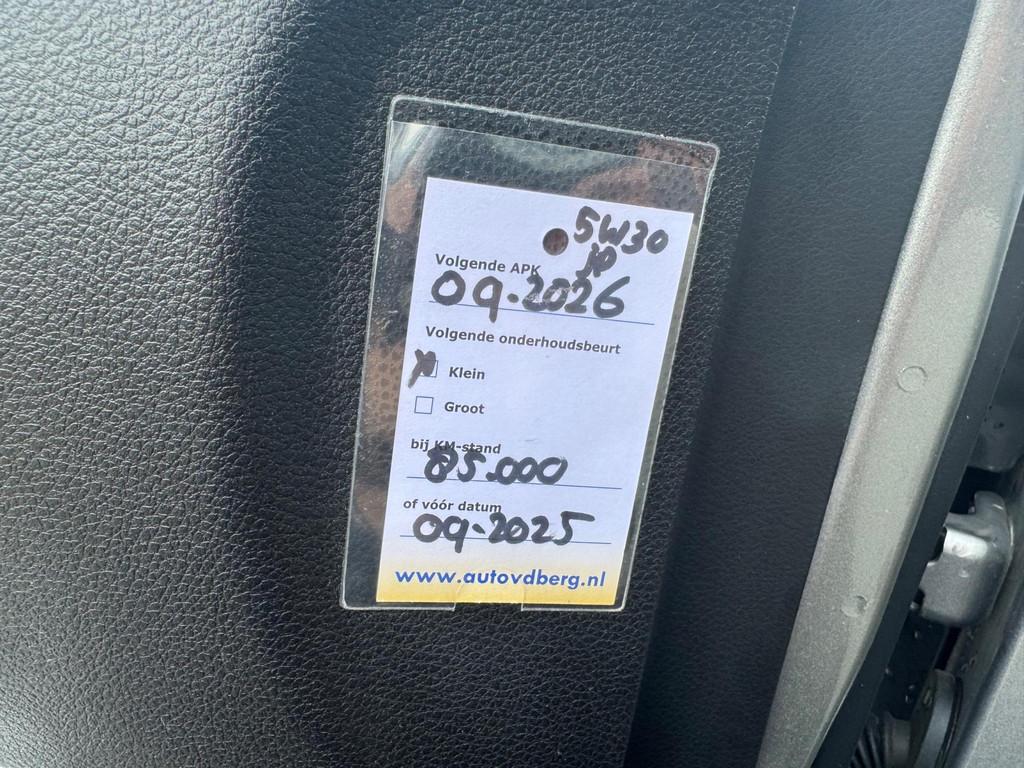 5W30
Volgende APK
09-2026
Volgende onderhoudsbeurt
Klein
Groot
bij KM-stand
85.000
of vóór datum
09-2025
www.autovdberg.nl